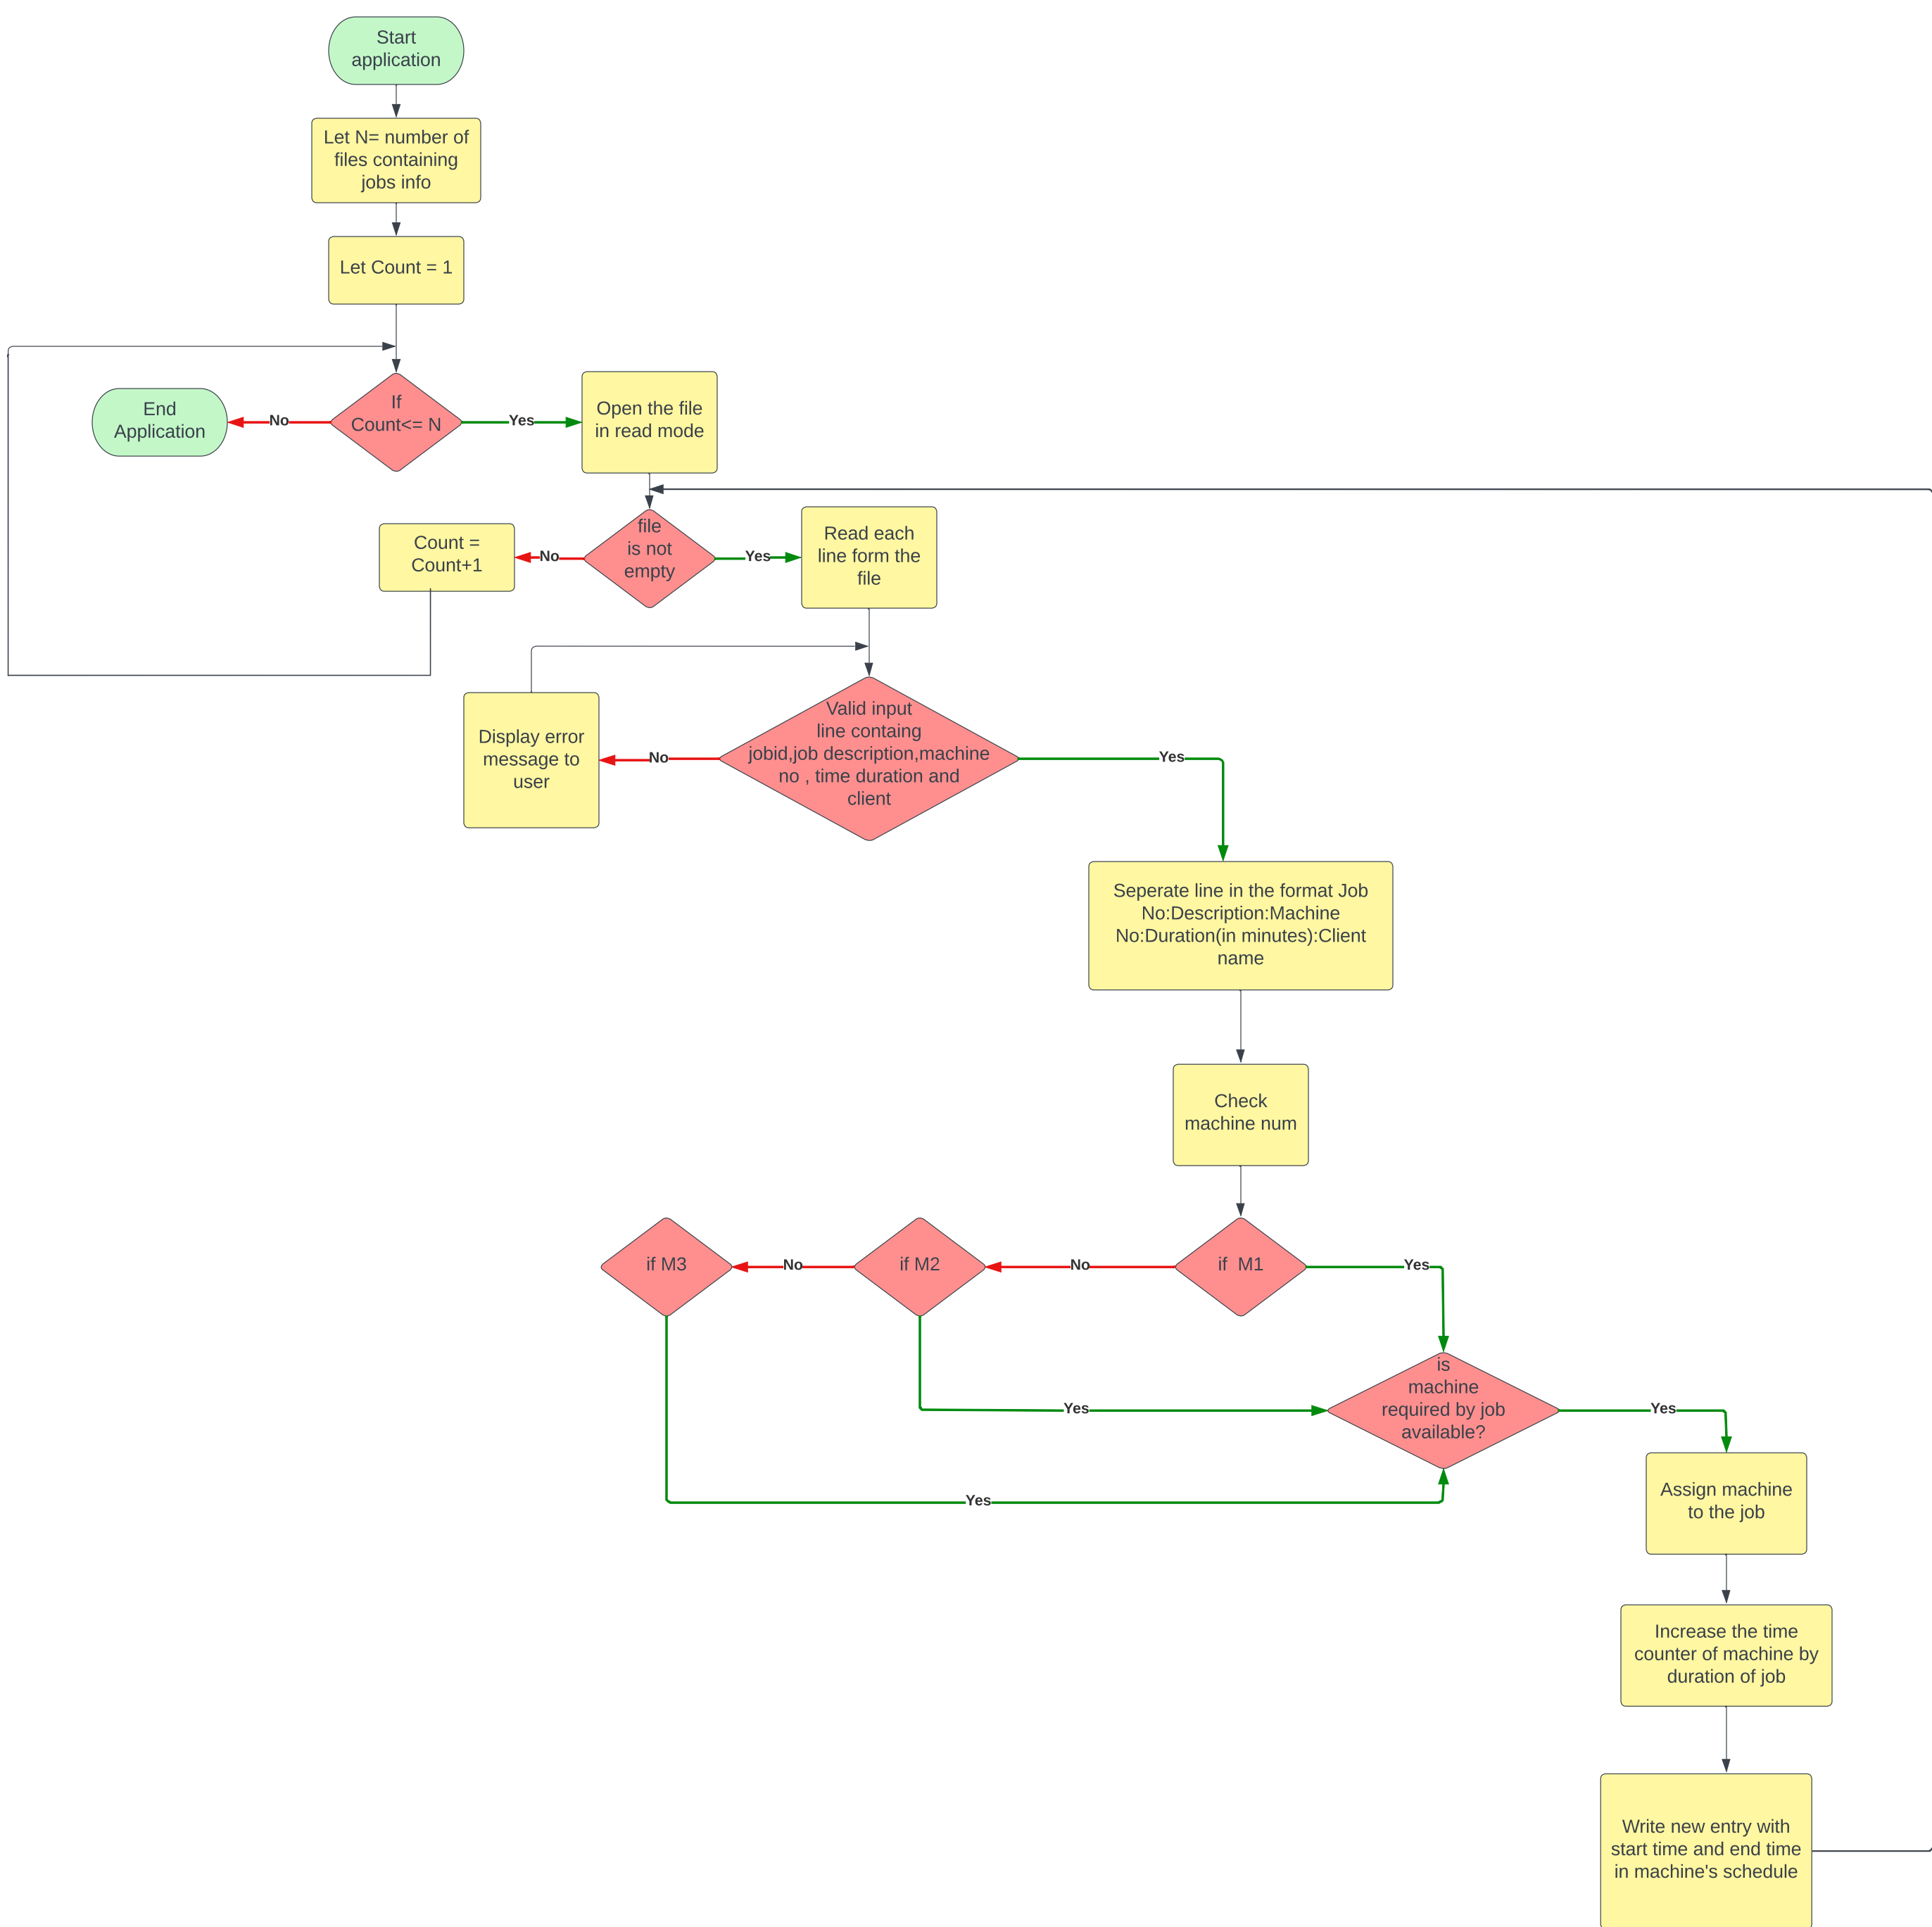 Start
application
Let N= number of
files containing
jobs info
Let Count = 1
If
Count<= N
No
End
Application
Yes
Open the file
in read mode
file
is not
empty
No
Count =
Count+1
Yes
Read each
line form the
file
Valid input
line containg
jobid,job description,machine
no , time duration and
client
No
Display error
message to
user
Yes
Seperate line in the format Job
No:Description:Machine
No:Duration(in minutes):Client
name
Check
machine num
if M1
No
if M2
No
if M3
Yes
Yes
Yes
is
machine
required by job
available?
Yes
Assign machine
to the job
Increase the time
counter of machine by
duration of job
Write new entry with
start time and end time
in machine's schedule